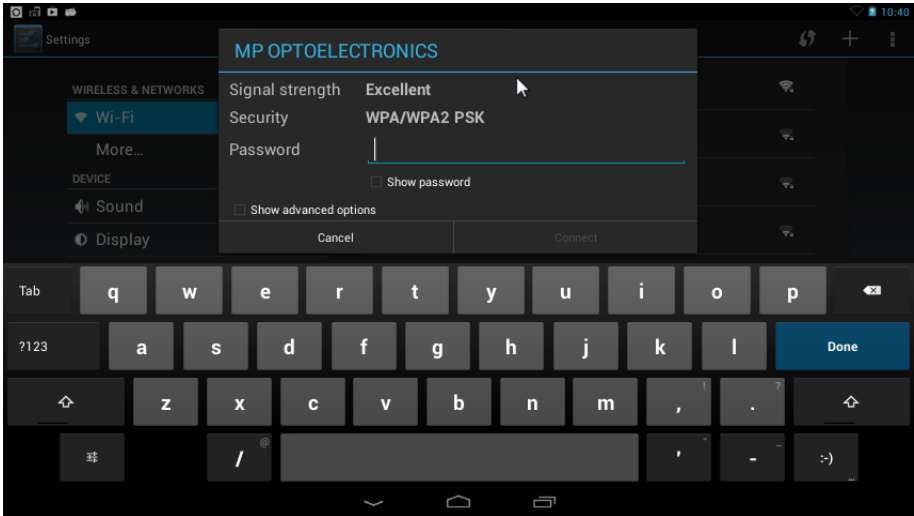 10:40
Settings
MP OPTOELECTRONICS
Signal strength Excellent
Security WPA/WPA2 PSK
Password
Show password
Show advanced options
Cancel Connect
WIRELESS & NETWORKS
Wi-Fi
More...
DEVICE
Sound
Display
Tab q w e r t y u i o p
?123 a s d f g h j k l Done
z x c v b n m , ! . ?
/ @ ' " - _ :-) ...